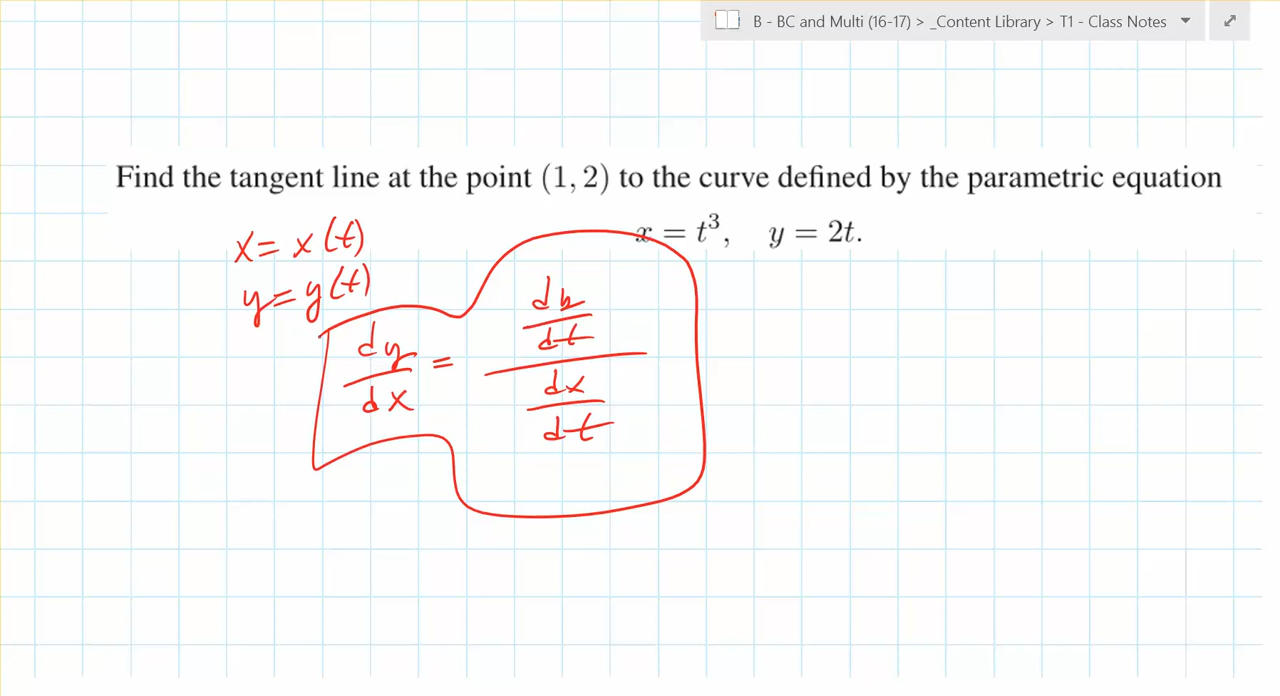 B - BC and Multi (16-17) > _Content Library > T1 - Class Notes
Find the tangent line at the point (1, 2) to the curve defined by the parametric equation
x = t³, y = 2t.
x = x(t)
y = y(t)
dy/dx = (dy/dt)/(dx/dt)